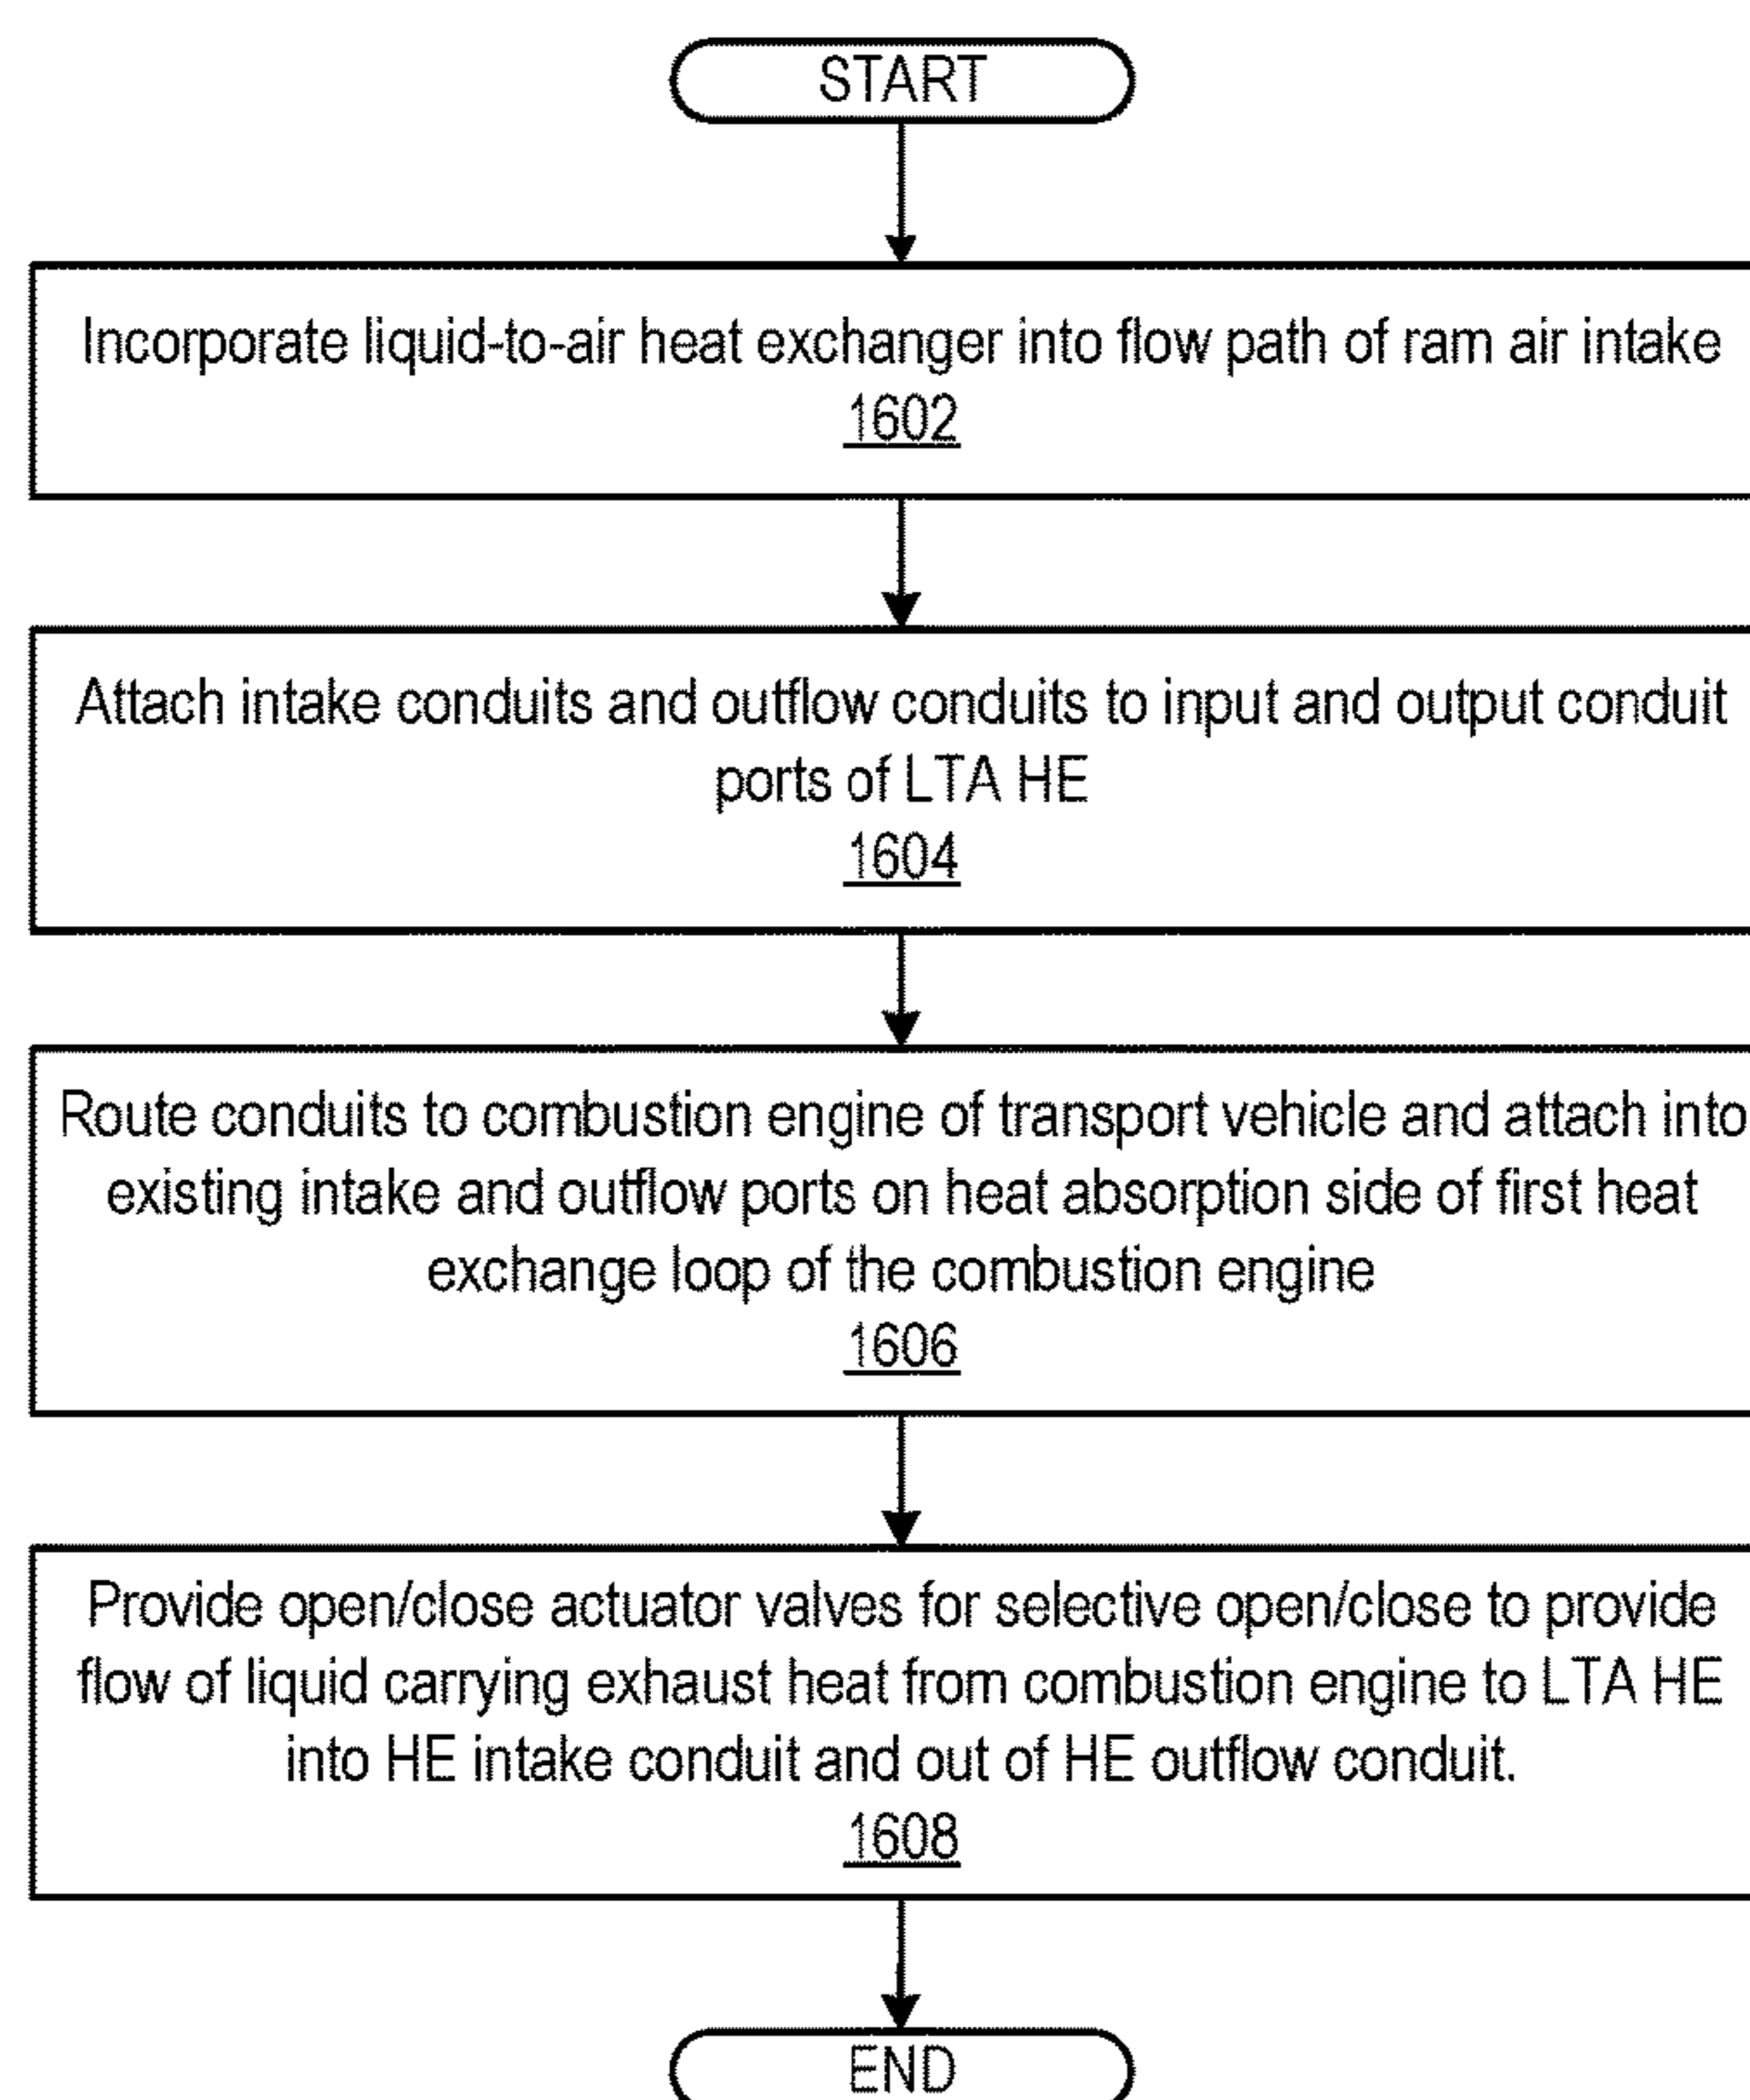 START
Incorporate liquid-to-air heat exchanger into flow path of ram air intake
1602
Attach intake conduits and outflow conduits to input and output conduit
ports of LTA HE
1604
Route conduits to combustion engine of transport vehicle and attach into
existing intake and outflow ports on heat absorption side of first heat
exchange loop of the combustion engine
1606
Provide open/close actuator valves for selective open/close to provide
flow of liquid carrying exhaust heat from combustion engine to LTA HE
into HE intake conduit and out of HE outflow conduit.
1608
END